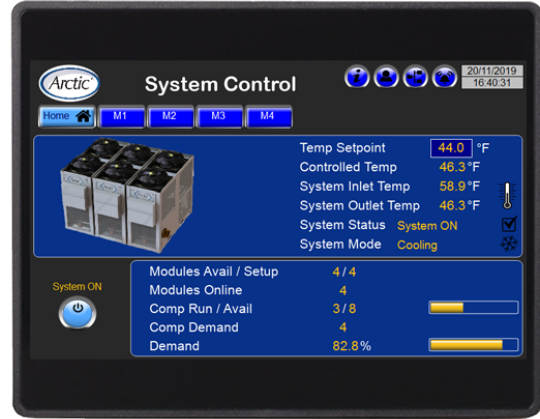 Arctic
System Control
20/11/2019
16:40:31
Home M1 M2 M3 M4
Temp Setpoint 44.0 °F
Controlled Temp 46.3°F
System Inlet Temp 58.9°F
System Outlet Temp 46.3°F
System Status System ON
System Mode Cooling
System ON
Modules Avail / Setup 4/4
Modules Online 4
Comp Run / Avail 3/8
Comp Demand 4
Demand 82.8%